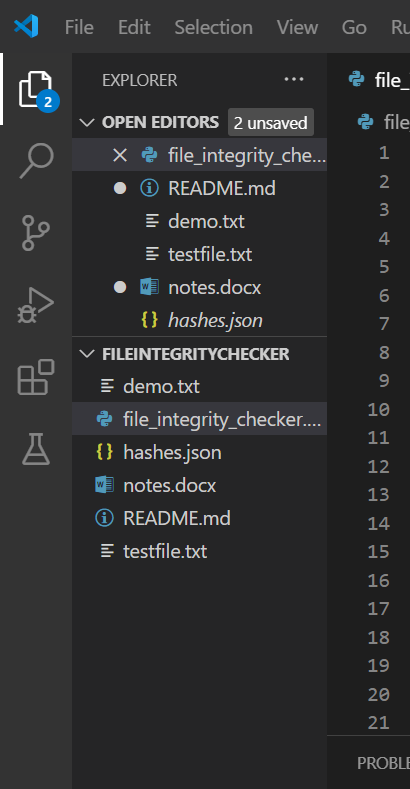 File Edit Selection View Go Ru
EXPLORER ···
file_
2
OPEN EDITORS 2 unsaved
file_integrity_che...
file
README.md
demo.txt
testfile.txt
notes.docx
{} hashes.json
FILEINTEGRITYCHECKER
demo.txt
file_integrity_checker....
{} hashes.json
notes.docx
README.md
testfile.txt
1
2
3
4
5
6
7
8
9
10
11
12
13
14
15
16
17
18
19
20
21
PROBLE